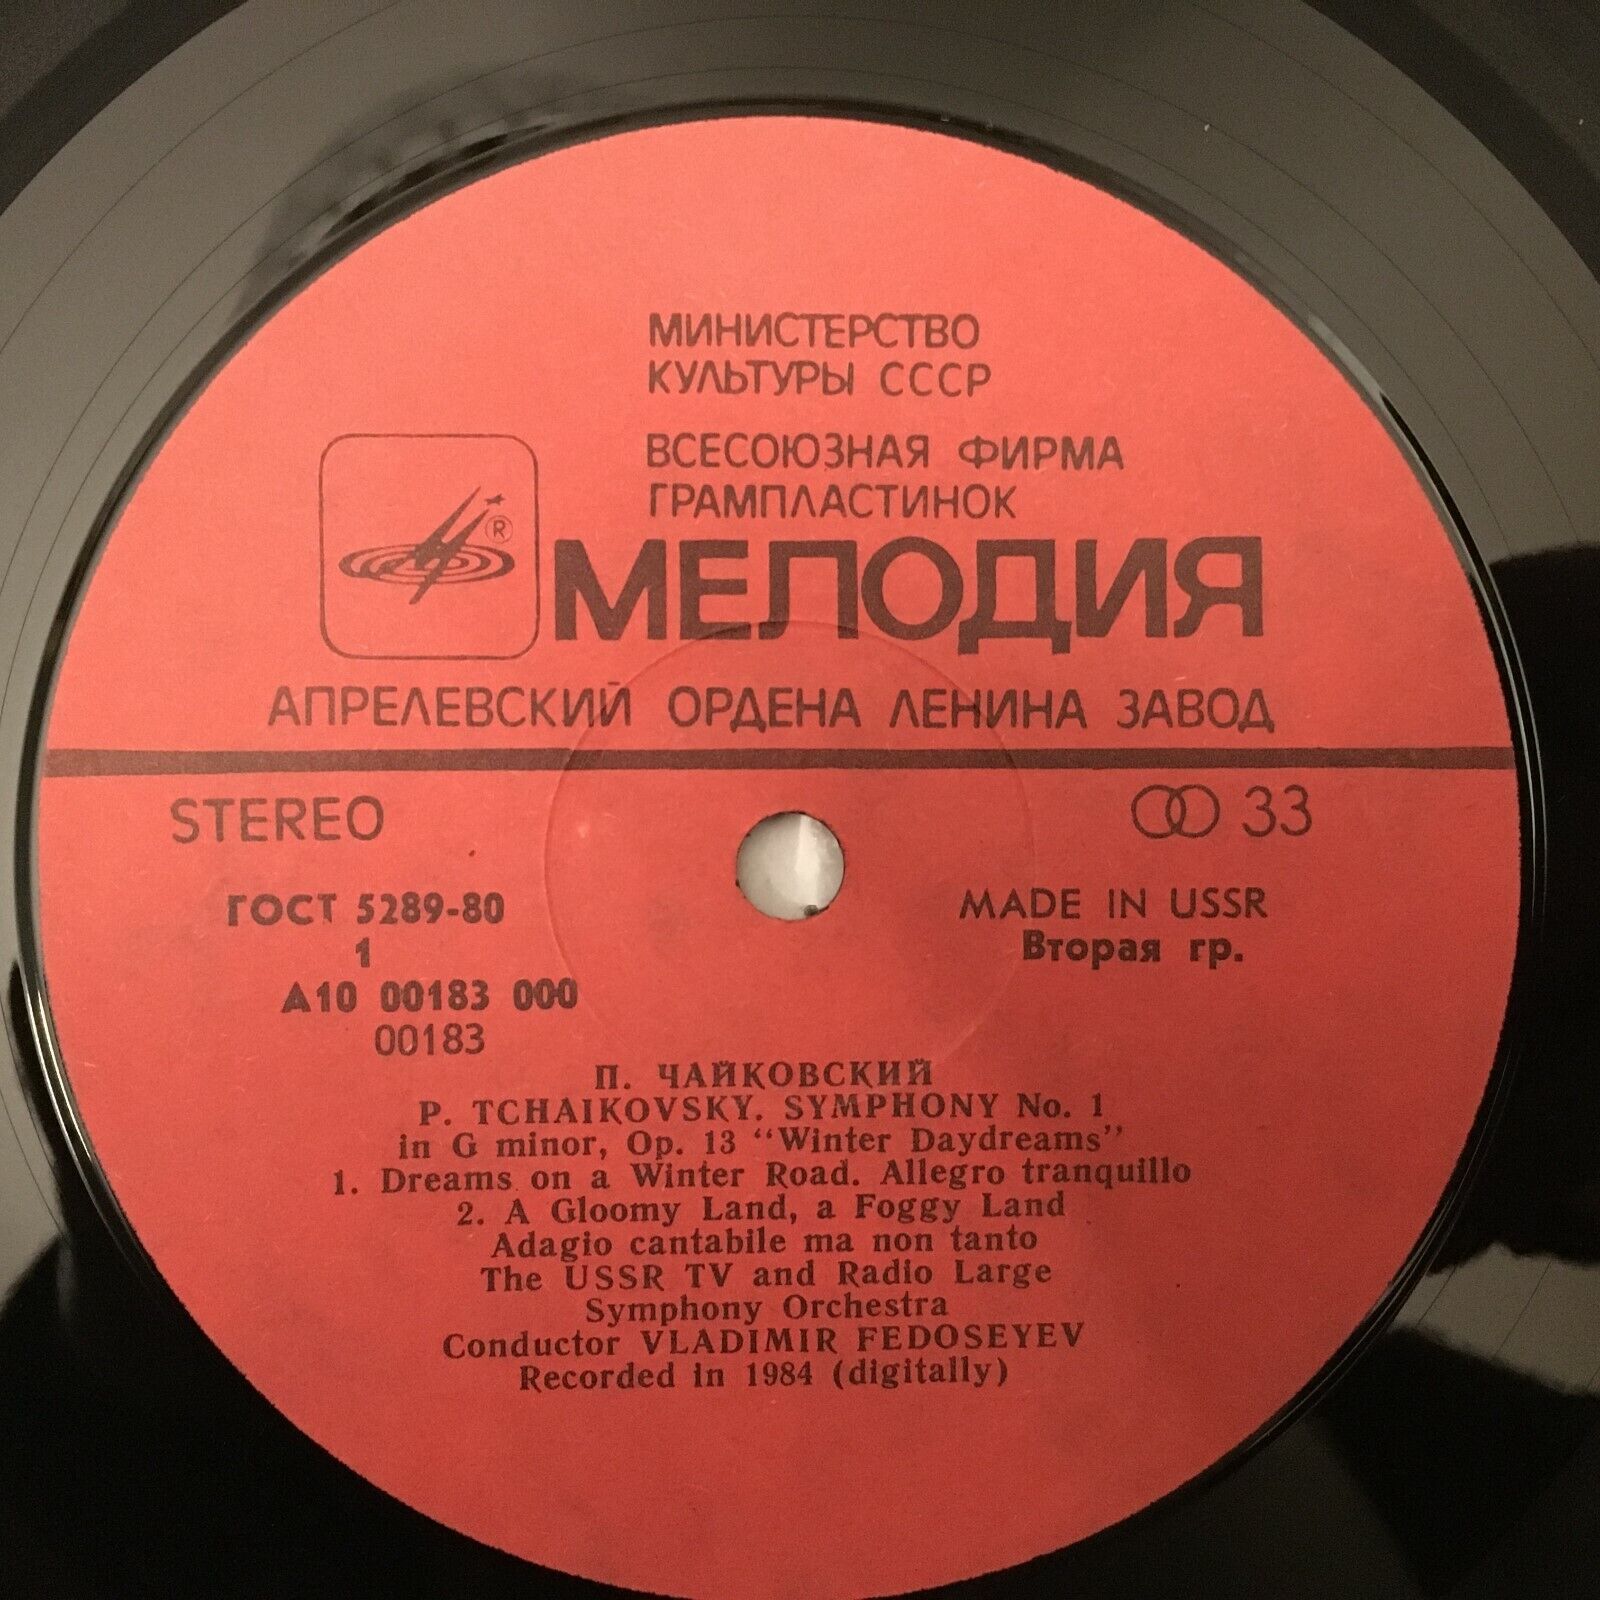 МИНИСТЕРСТВО
КУЛЬТУРЫ СССР
ВСЕСОЮЗНАЯ ФИРМА
ГРАМПЛАСТИНОК
®
МЕЛОДИЯ
АПРЕЛЕВСКИЙ ОРДЕНА ЛЕНИНА ЗАВОД
STEREO
33
ГОСТ 5289-80
MADE IN USSR
1
Вторая гр.
А10 00183 000
00183
П. ЧАЙКОВСКИЙ
P. TCHAIKOVSKY. SYMPHONY No. 1
in G minor, Op. 13 “Winter Daydreams”
1. Dreams on a Winter Road. Allegro tranquillo
2. A Gloomy Land, a Foggy Land
Adagio cantabile ma non tanto
The USSR TV and Radio Large
Symphony Orchestra
Conductor VLADIMIR FEDOSEYEV
Recorded in 1984 (digitally)